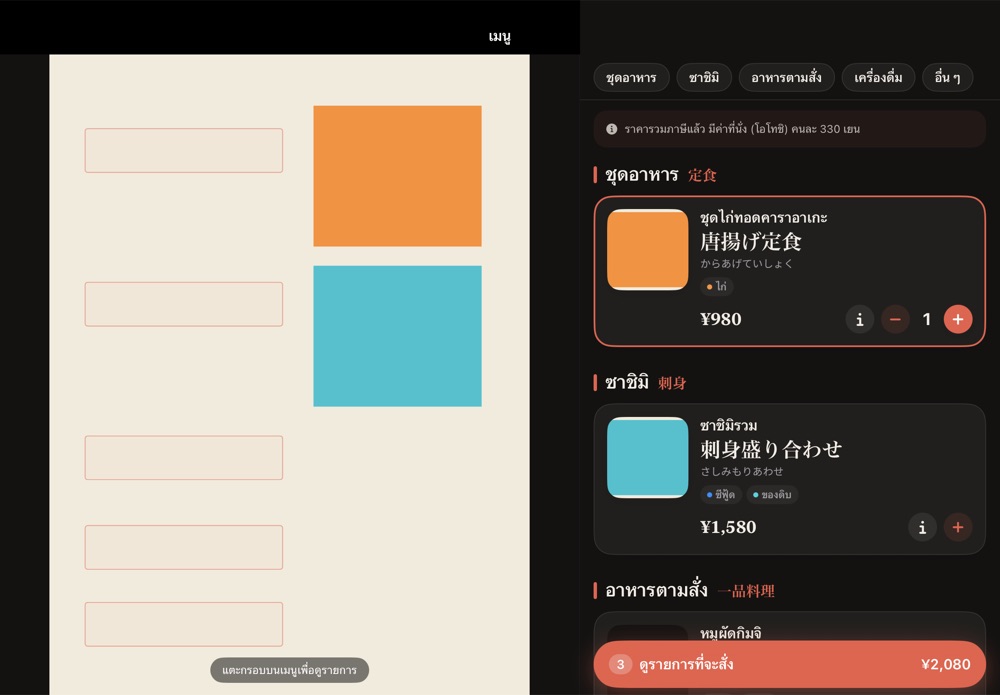 เมนู
แตะกรอบบนเมนูเพื่อดูรายการ
ชุดอาหาร
ซาชิมิ
อาหารตามสั่ง
เครื่องดื่ม
อื่น ๆ
ราคารวมภาษีแล้ว มีค่าที่นั่ง (โอโทชิ) คนละ 330 เยน
ชุดอาหาร 定食
ชุดไก่ทอดคาราอาเกะ
唐揚げ定食
からあげていしょく
ไก่
¥980
1
ซาชิมิ 刺身
ซาชิมิรวม
刺身盛り合わせ
さしみもりあわせ
ซีฟู้ด ของดิบ
¥1,580
อาหารตามสั่ง 一品料理
หมูผัดกิมจิ
3 ดูรายการที่จะสั่ง ¥2,080